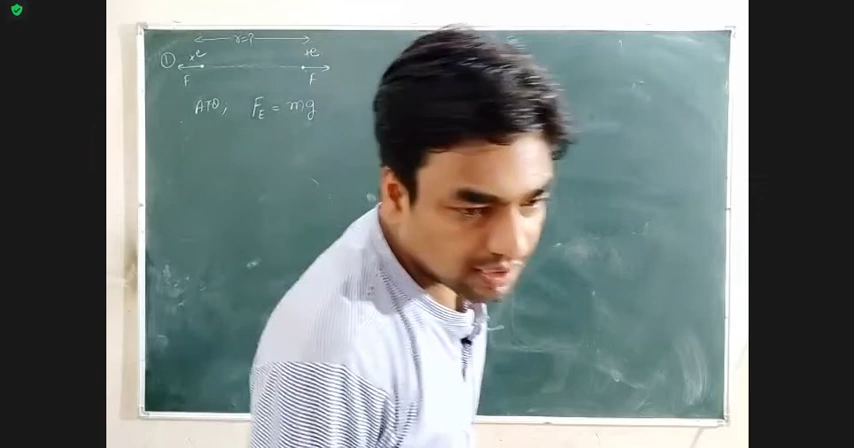 r=?
① +e +e
F F
ATQ, F_E = mg